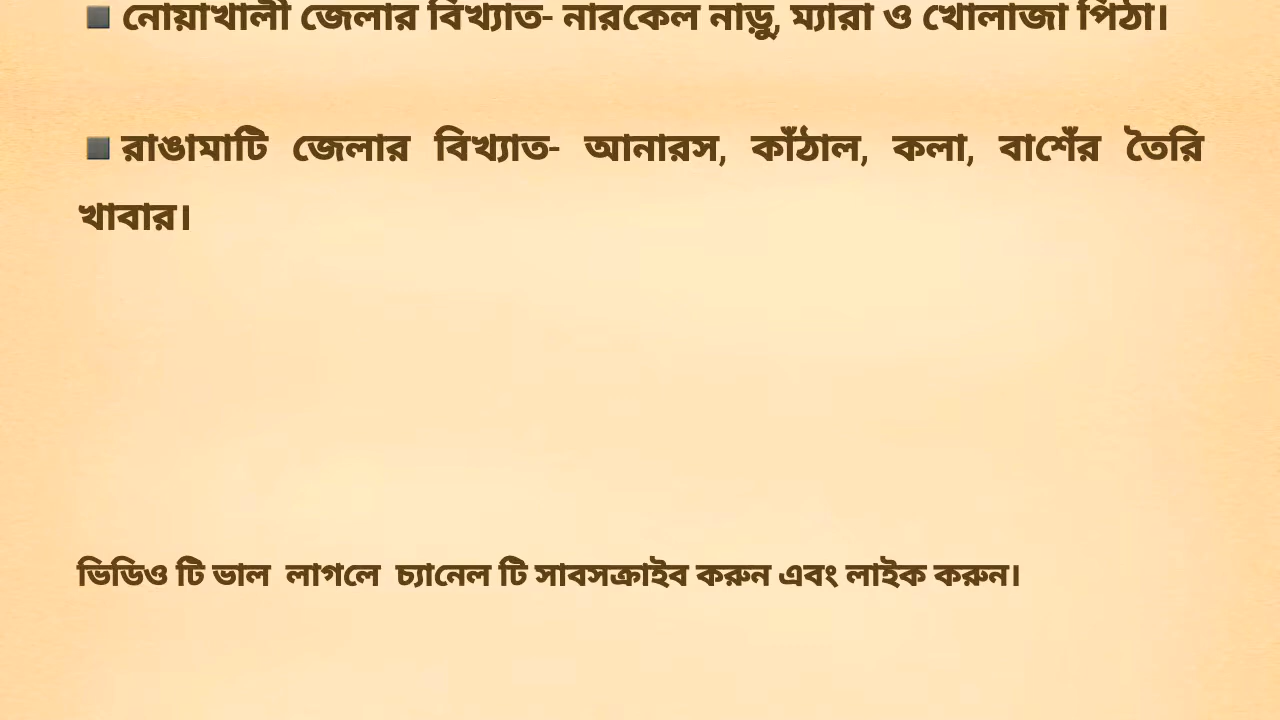 ▪ নোয়াখালী জেলার বিখ্যাত- নারকেল নাড়ু, ম্যারা ও খোলাজা পিঠা।
▪ রাঙামাটি জেলার বিখ্যাত- আনারস, কাঁঠাল, কলা, বাশেঁর তৈরি
খাবার।
ভিডিও টি ভাল লাগলে চ্যানেল টি সাবসক্রাইব করুন এবং লাইক করুন।